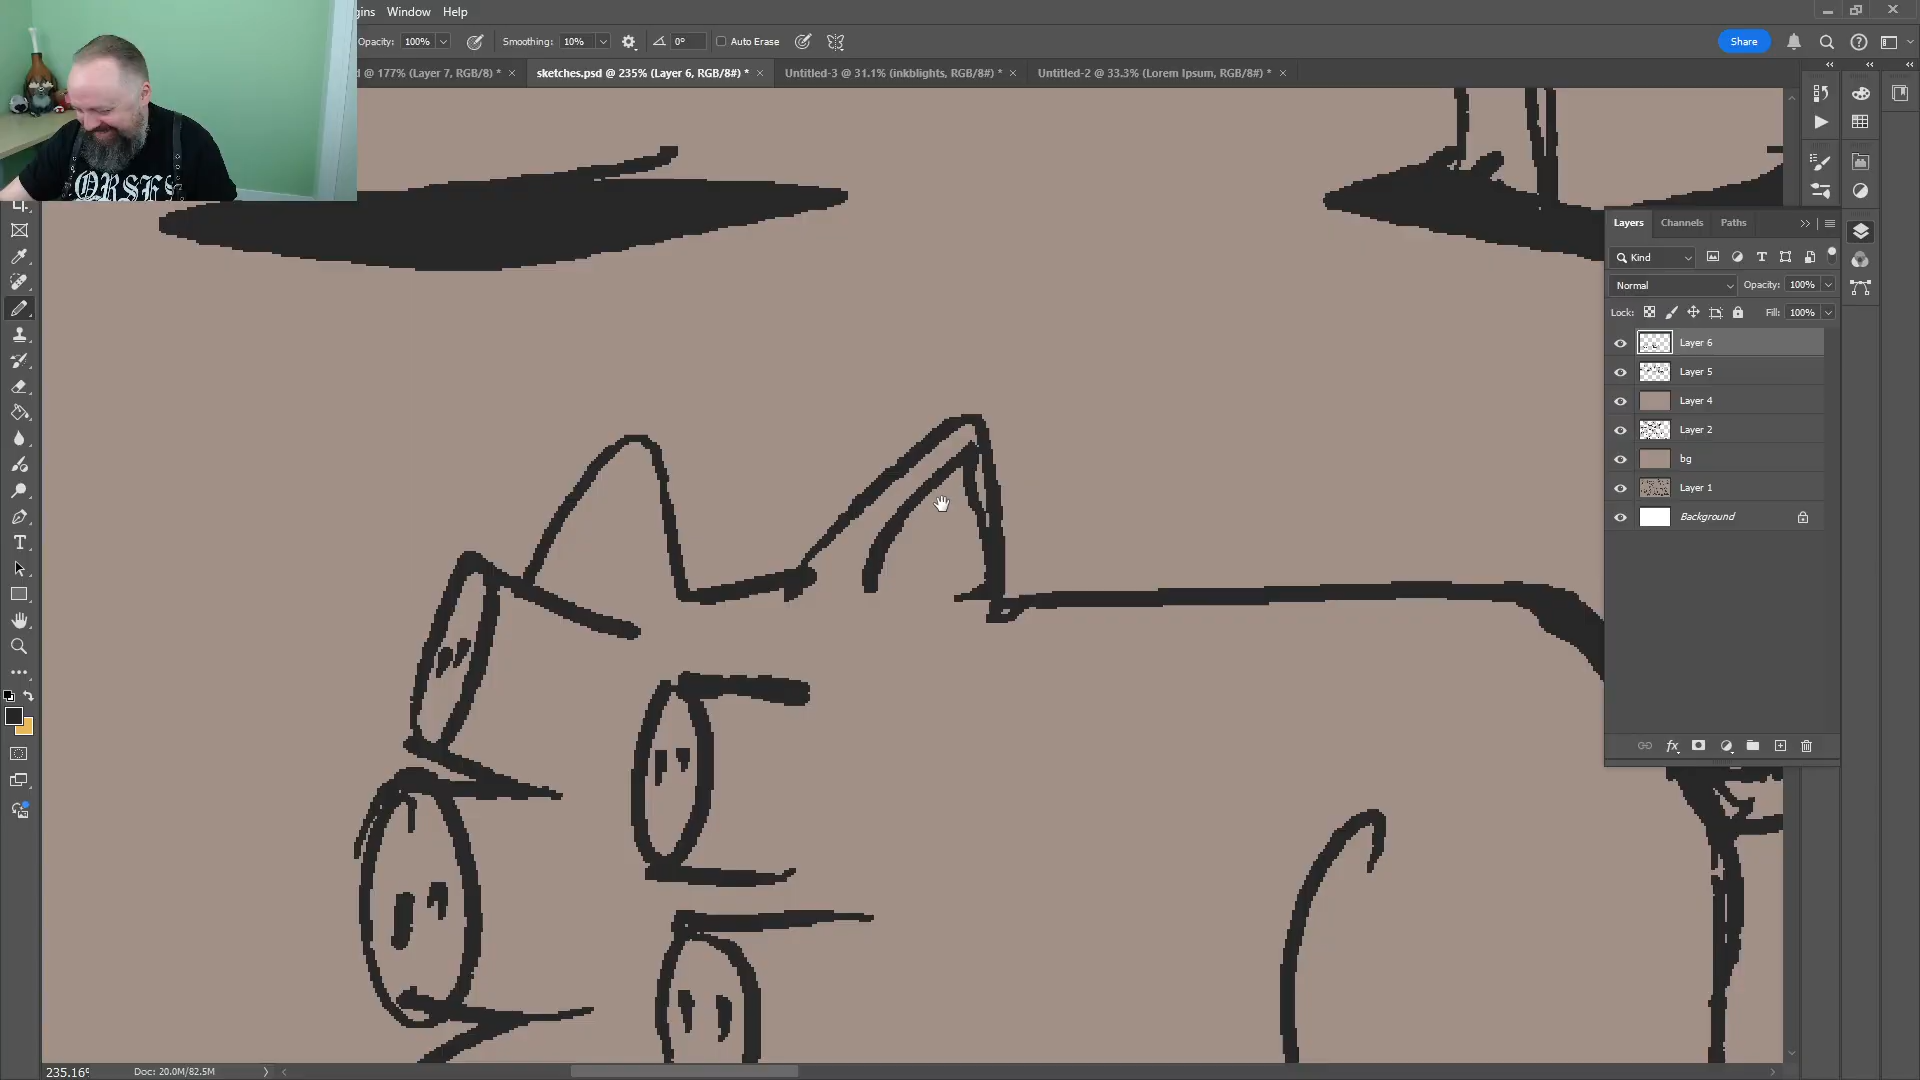 gins Window Help
Opacity: 100% Smoothing: 10% 0° Auto Erase Share
d @ 177% (Layer 7, RGB/8) * sketches.psd @ 235% (Layer 6, RGB/8#) * Untitled-3 @ 31.1% (inkblights, RGB/8#) * Untitled-2 @ 33.3% (Lorem Ipsum, RGB/8#) *
Layers Channels Paths
Kind
Normal Opacity: 100%
Lock: Fill: 100%
Layer 6
Layer 5
Layer 4
Layer 2
bg
Layer 1
Background
235.16%
Doc: 20.0M/82.5M